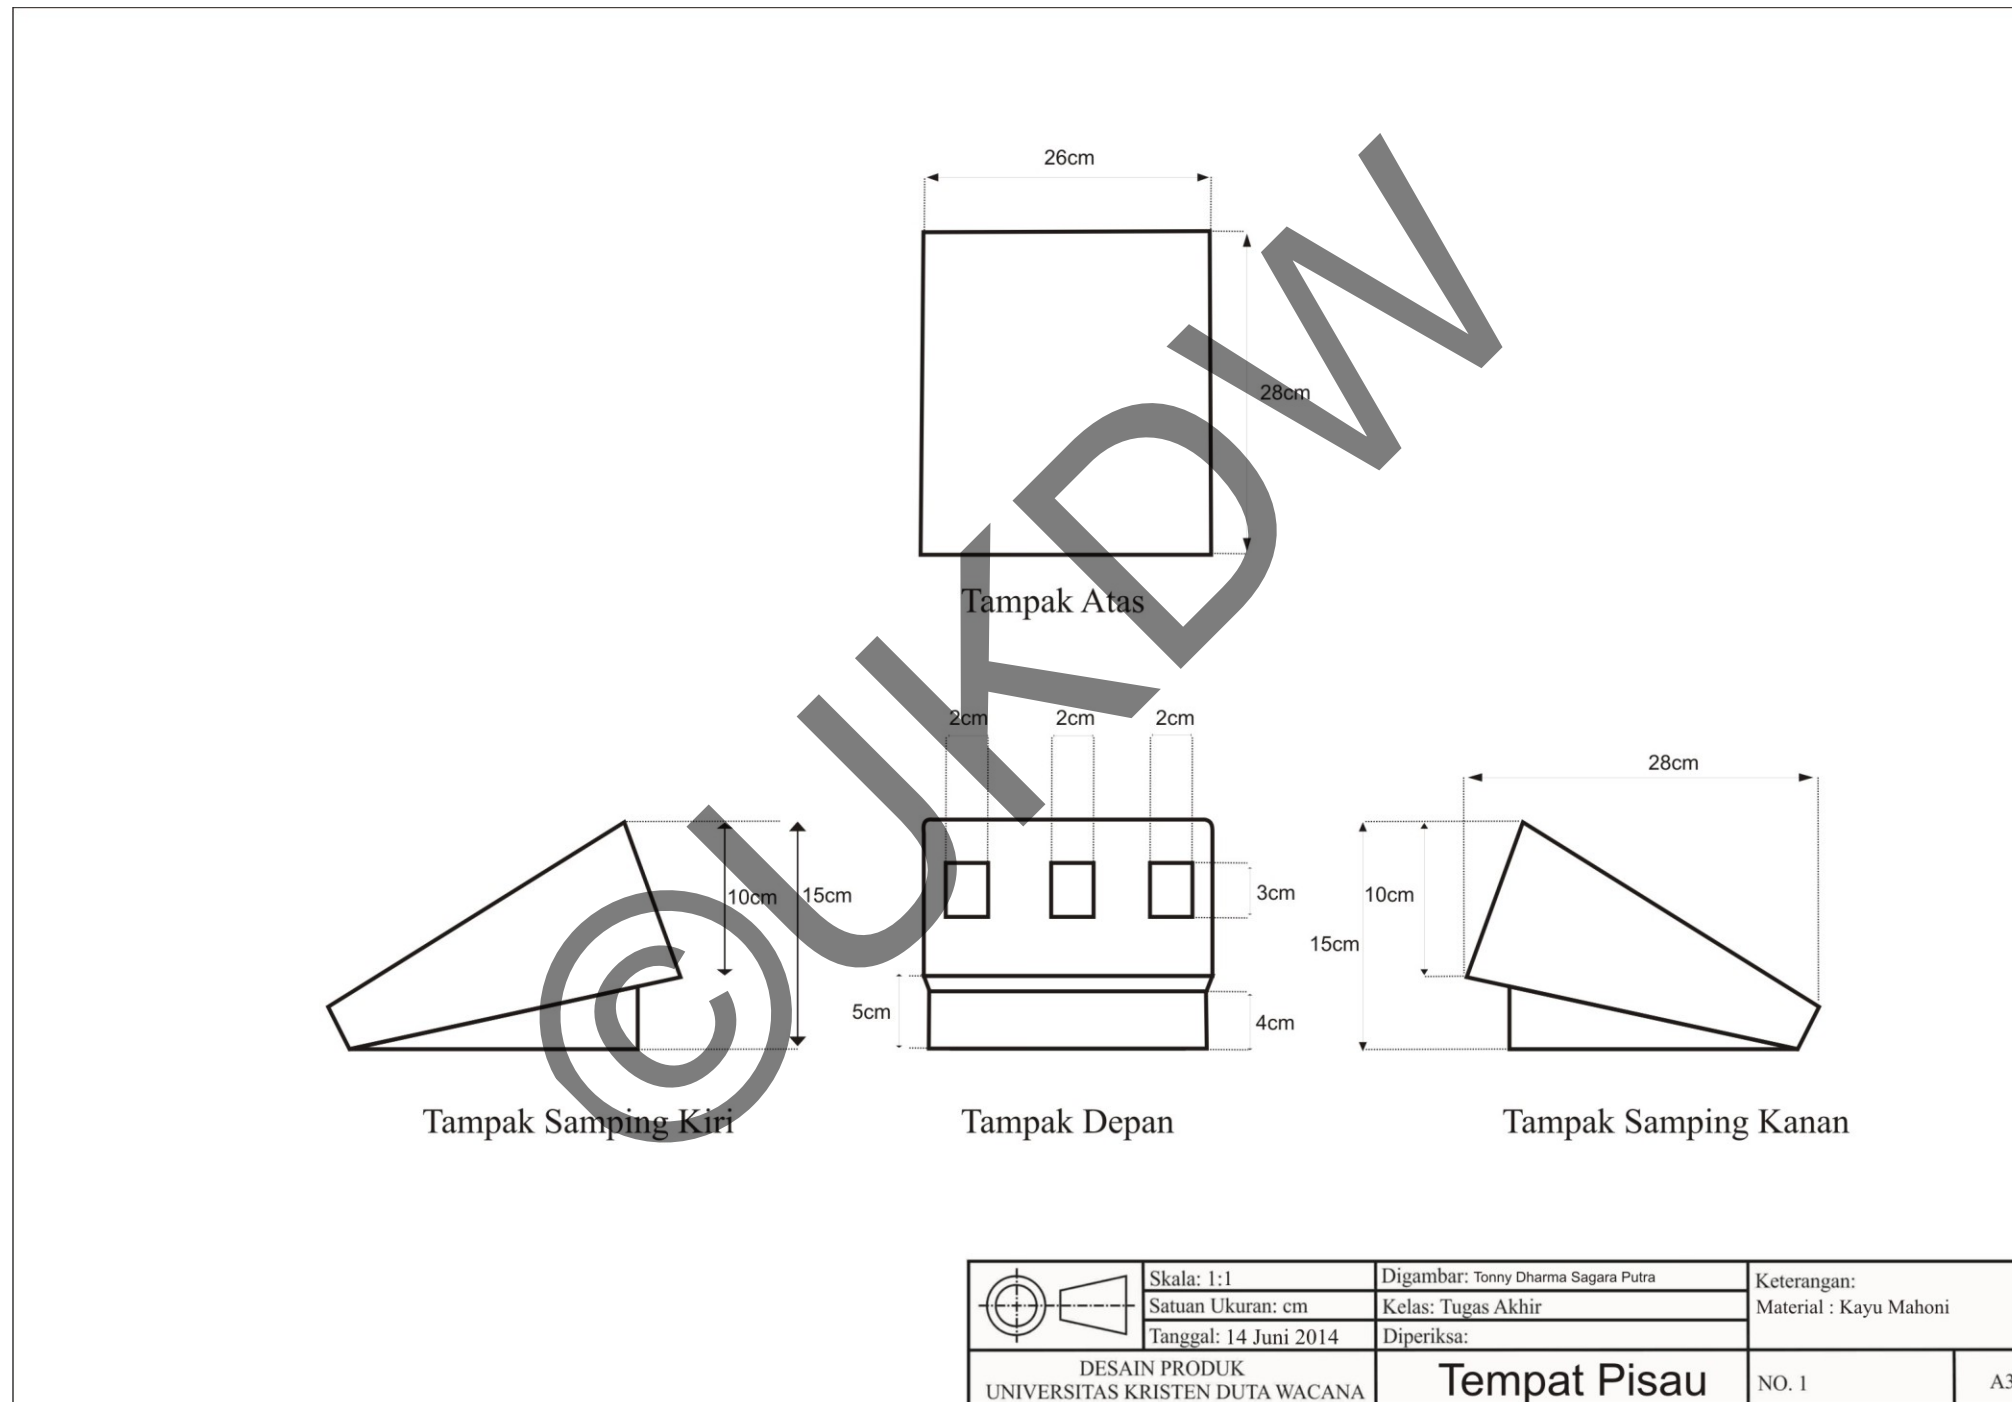 26cm
28cm
Tampak Atas
2cm
2cm
2cm
28cm
10cm
15cm
3cm
10cm
15cm
5cm
4cm
Tampak Samping Kiri
Tampak Depan
Tampak Samping Kanan
© UKDW
Skala: 1:1
Digambar: Tonny Dharma Sagara Putra
Keterangan:
Satuan Ukuran: cm
Kelas: Tugas Akhir
Material : Kayu Mahoni
Tanggal: 14 Juni 2014
Diperiksa:
DESAIN PRODUK
UNIVERSITAS KRISTEN DUTA WACANA
Tempat Pisau
NO. 1
A3